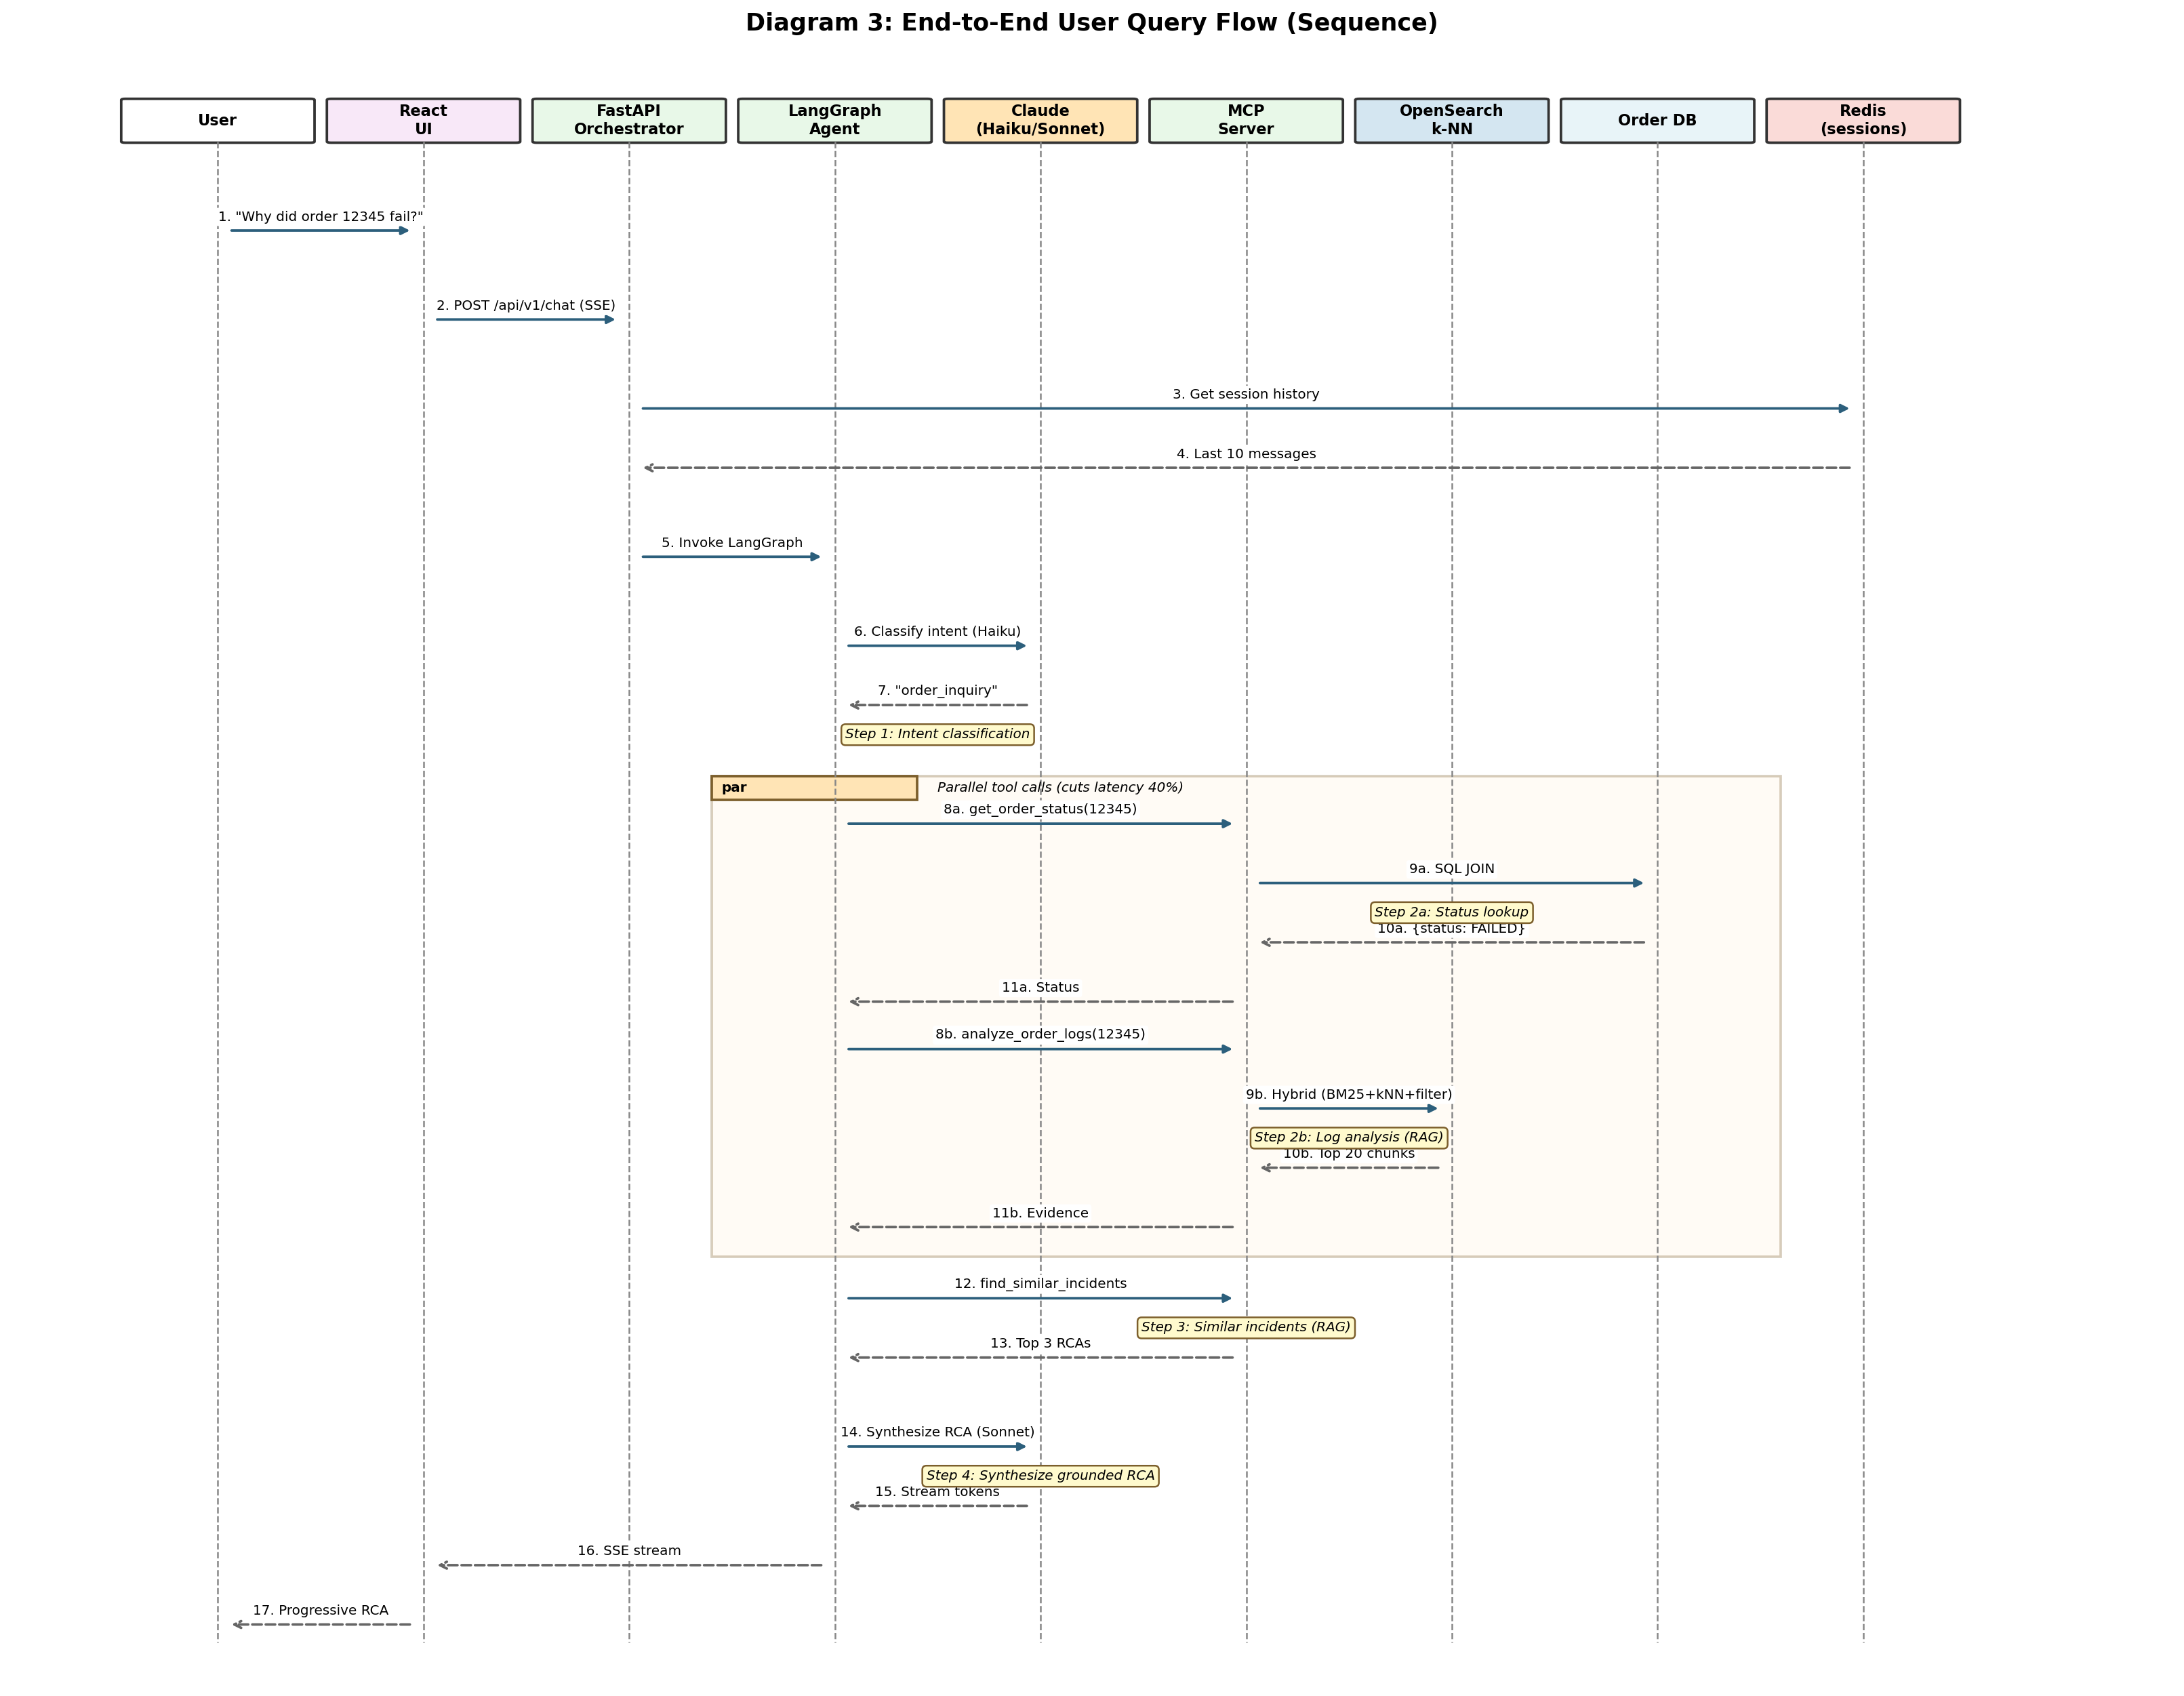 Diagram 3: End-to-End User Query Flow (Sequence)
User
React
UI
FastAPI
Orchestrator
LangGraph
Agent
Claude
(Haiku/Sonnet)
MCP
Server
OpenSearch
k-NN
Order DB
Redis
(sessions)
1. "Why did order 12345 fail?"
2. POST /api/v1/chat (SSE)
3. Get session history
4. Last 10 messages
5. Invoke LangGraph
6. Classify intent (Haiku)
7. "order_inquiry"
Step 1: Intent classification
par
Parallel tool calls (cuts latency 40%)
8a. get_order_status(12345)
9a. SQL JOIN
Step 2a: Status lookup
10a. {status: FAILED}
11a. Status
8b. analyze_order_logs(12345)
9b. Hybrid (BM25+kNN+filter)
Step 2b: Log analysis (RAG)
10b. Top 20 chunks
11b. Evidence
12. find_similar_incidents
Step 3: Similar incidents (RAG)
13. Top 3 RCAs
14. Synthesize RCA (Sonnet)
Step 4: Synthesize grounded RCA
15. Stream tokens
16. SSE stream
17. Progressive RCA